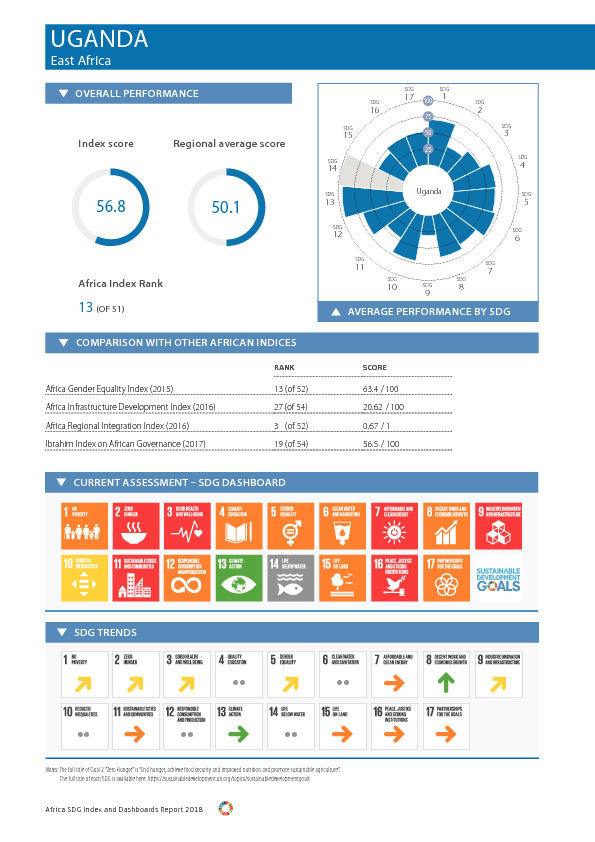 UGANDA
East Africa
OVERALL PERFORMANCE
Index score
Regional average score
56.8
50.1
Africa Index Rank
13 (OF 51)
SDG 1
SDG 2
SDG 3
SDG 4
SDG 5
SDG 6
SDG 7
SDG 8
SDG 9
SDG 10
SDG 11
SDG 12
SDG 13
SDG 14
SDG 15
SDG 16
SDG 17
100
75
50
25
Uganda
AVERAGE PERFORMANCE BY SDG
COMPARISON WITH OTHER AFRICAN INDICES
RANK SCORE
Africa Gender Equality Index (2015) 13 (of 52) 63.4 / 100
Africa Infrastructure Development Index (2016) 27 (of 54) 20.62 / 100
Africa Regional Integration Index (2016) 3 (of 52) 0.67 / 1
Ibrahim Index on African Governance (2017) 19 (of 54) 56.5 / 100
CURRENT ASSESSMENT – SDG DASHBOARD
1 NO POVERTY
2 ZERO HUNGER
3 GOOD HEALTH AND WELL-BEING
4 QUALITY EDUCATION
5 GENDER EQUALITY
6 CLEAN WATER AND SANITATION
7 AFFORDABLE AND CLEAN ENERGY
8 DECENT WORK AND ECONOMIC GROWTH
9 INDUSTRY, INNOVATION AND INFRASTRUCTURE
10 REDUCED INEQUALITIES
11 SUSTAINABLE CITIES AND COMMUNITIES
12 RESPONSIBLE CONSUMPTION AND PRODUCTION
13 CLIMATE ACTION
14 LIFE BELOW WATER
15 LIFE ON LAND
16 PEACE, JUSTICE AND STRONG INSTITUTIONS
17 PARTNERSHIPS FOR THE GOALS
SUSTAINABLE
DEVELOPMENT
GOALS
SDG TRENDS
1 NO POVERTY
2 ZERO HUNGER
3 GOOD HEALTH AND WELL-BEING
4 QUALITY EDUCATION
5 GENDER EQUALITY
6 CLEAN WATER AND SANITATION
7 AFFORDABLE AND CLEAN ENERGY
8 DECENT WORK AND ECONOMIC GROWTH
9 INDUSTRY, INNOVATION AND INFRASTRUCTURE
10 REDUCED INEQUALITIES
11 SUSTAINABLE CITIES AND COMMUNITIES
12 RESPONSIBLE CONSUMPTION AND PRODUCTION
13 CLIMATE ACTION
14 LIFE BELOW WATER
15 LIFE ON LAND
16 PEACE, JUSTICE AND STRONG INSTITUTIONS
17 PARTNERSHIPS FOR THE GOALS
Notes: The full title of Goal 2 "Zero Hunger" is "End hunger, achieve food security and improved nutrition and promote sustainable agriculture".
The full title of each SDG is available here: https://sustainabledevelopment.un.org/topics/sustainabledevelopmentgoals
Africa SDG Index and Dashboards Report 2018